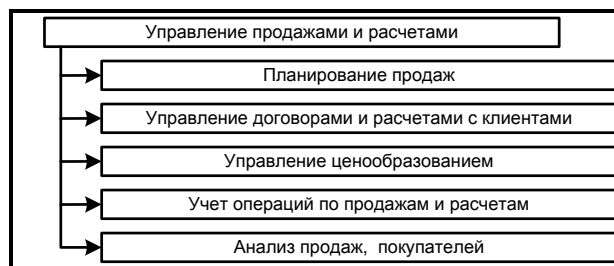 Управление продажами и расчетами
Планирование продаж
Управление договорами и расчетами с клиентами
Управление ценообразованием
Учет операций по продажам и расчетам
Анализ продаж, покупателей